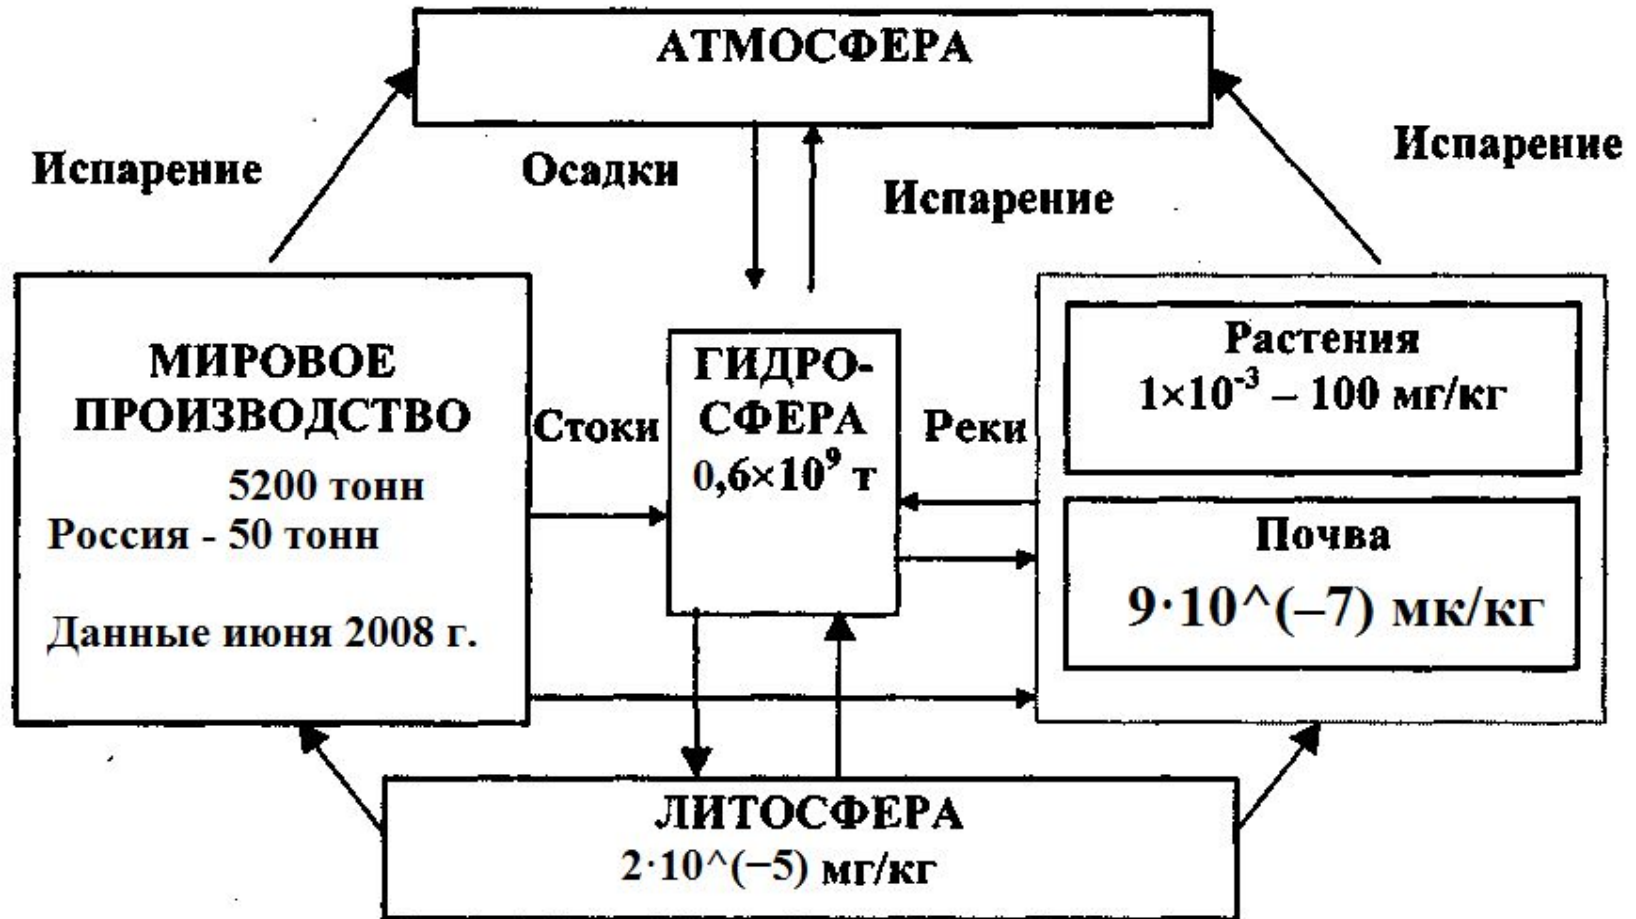 АТМОСФЕРА
Испарение
Осадки
Испарение
Испарение
МИРОВОЕ
ПРОИЗВОДСТВО
5200 тонн
Россия - 50 тонн
Данные июня 2008 г.
Стоки
ГИДРО-
СФЕРА
0,6×10⁹ т
Реки
Растения
1×10⁻³ – 100 мг/кг
Почва
9·10^(–7) мк/кг
ЛИТОСФЕРА
2·10^(−5) мг/кг